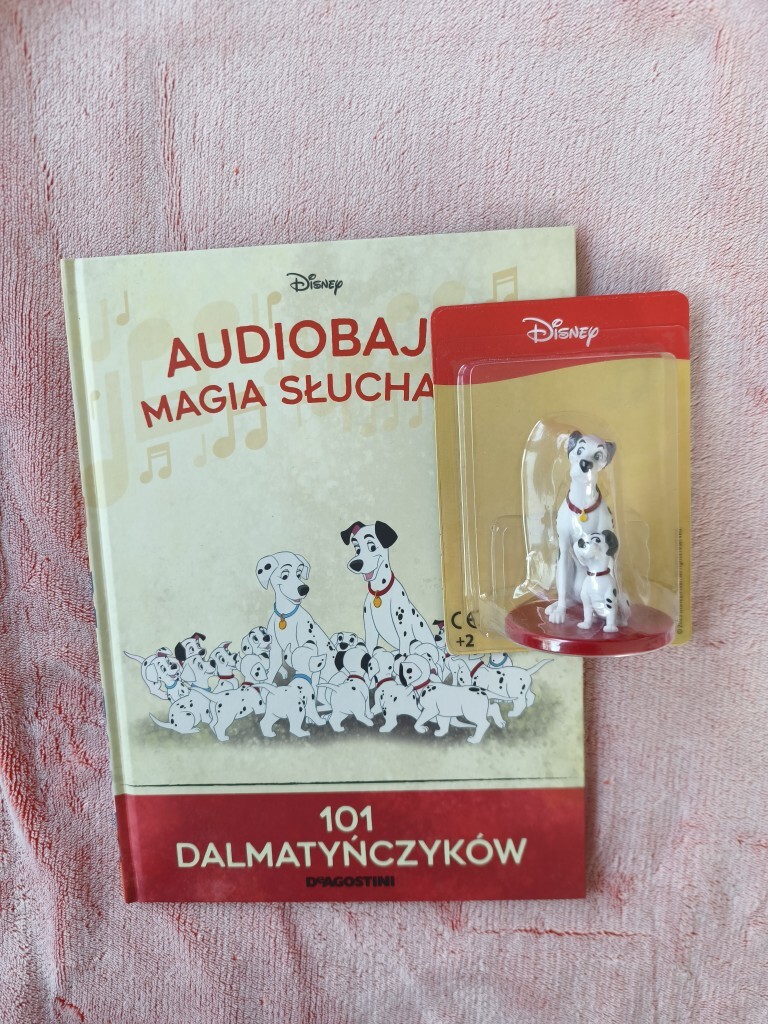 Disney
AUDIOBAJ
MAGIA SŁUCHA
101
DALMATYŃCZYKÓW
DeAGOSTINI
Disney
CE
+2